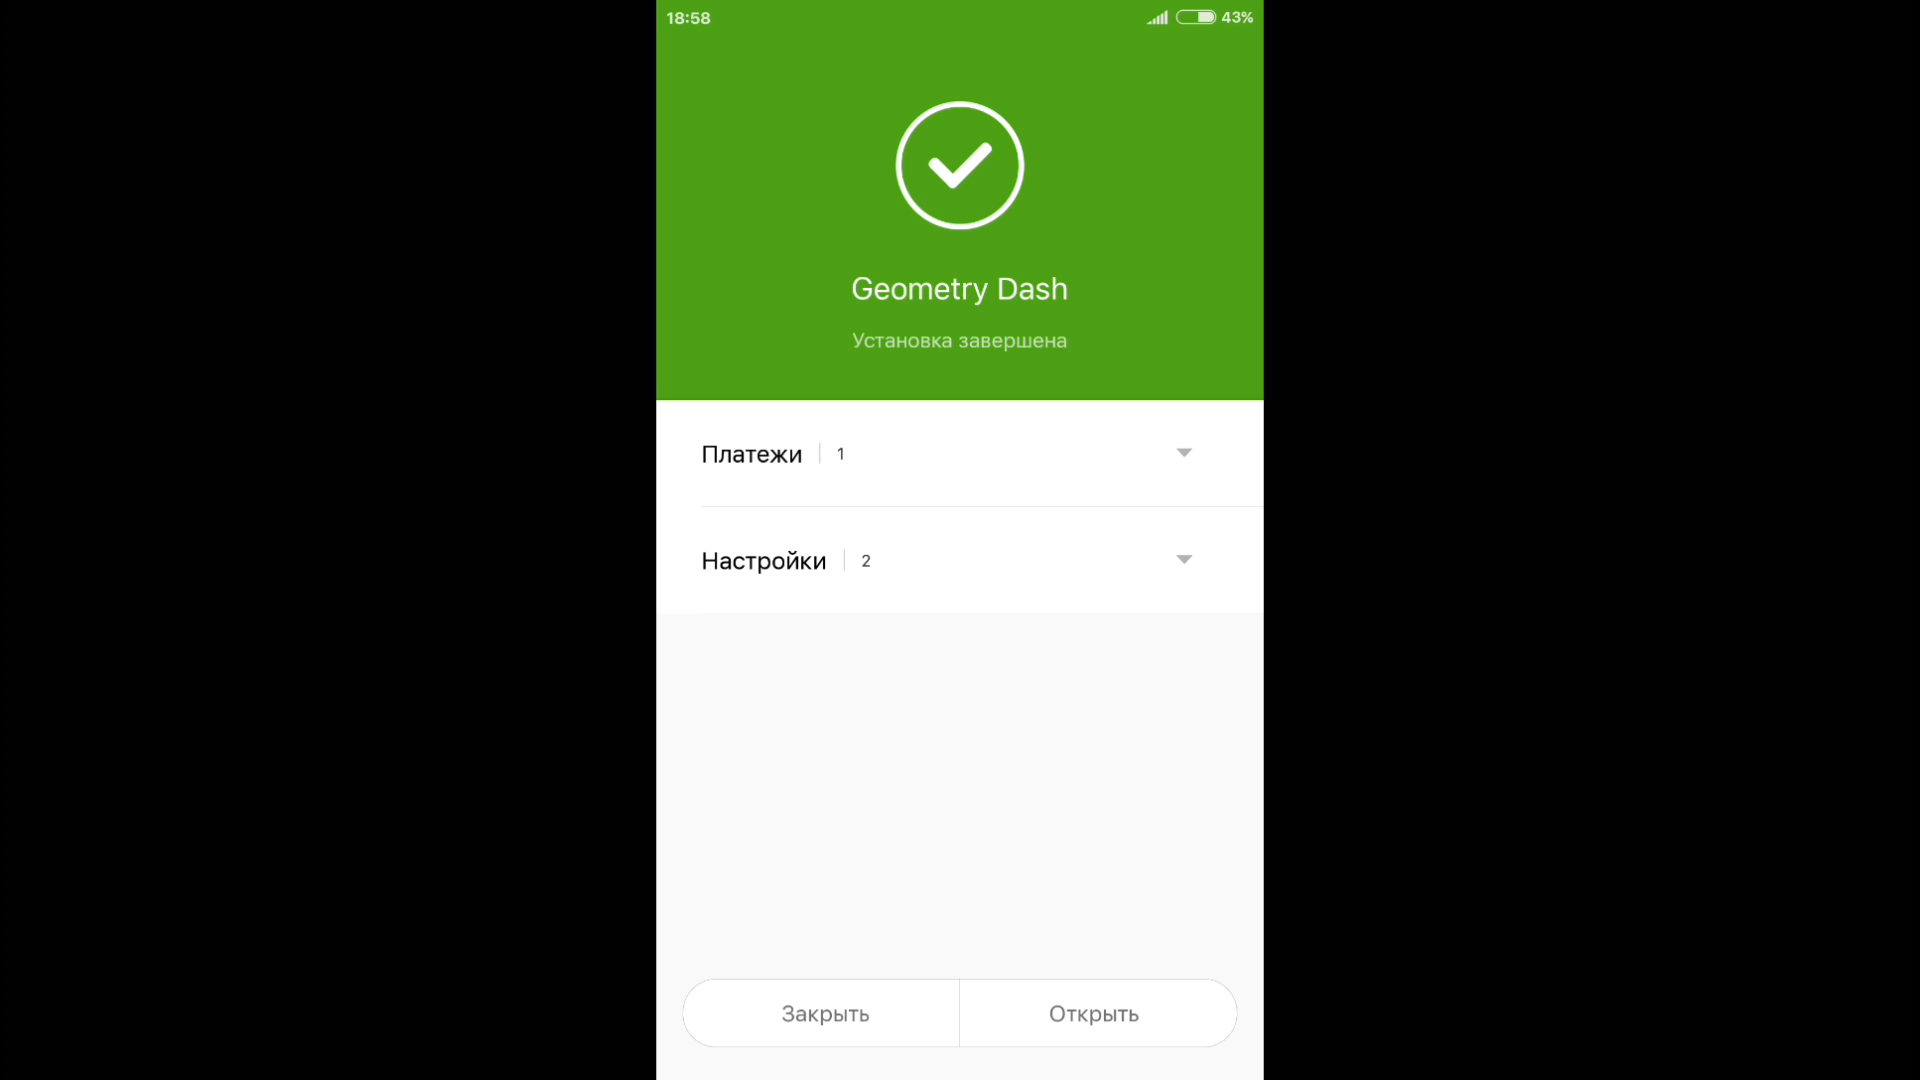 18:58 43%
Geometry Dash
Установка завершена
Платежи 1
Настройки 2
Закрыть Открыть